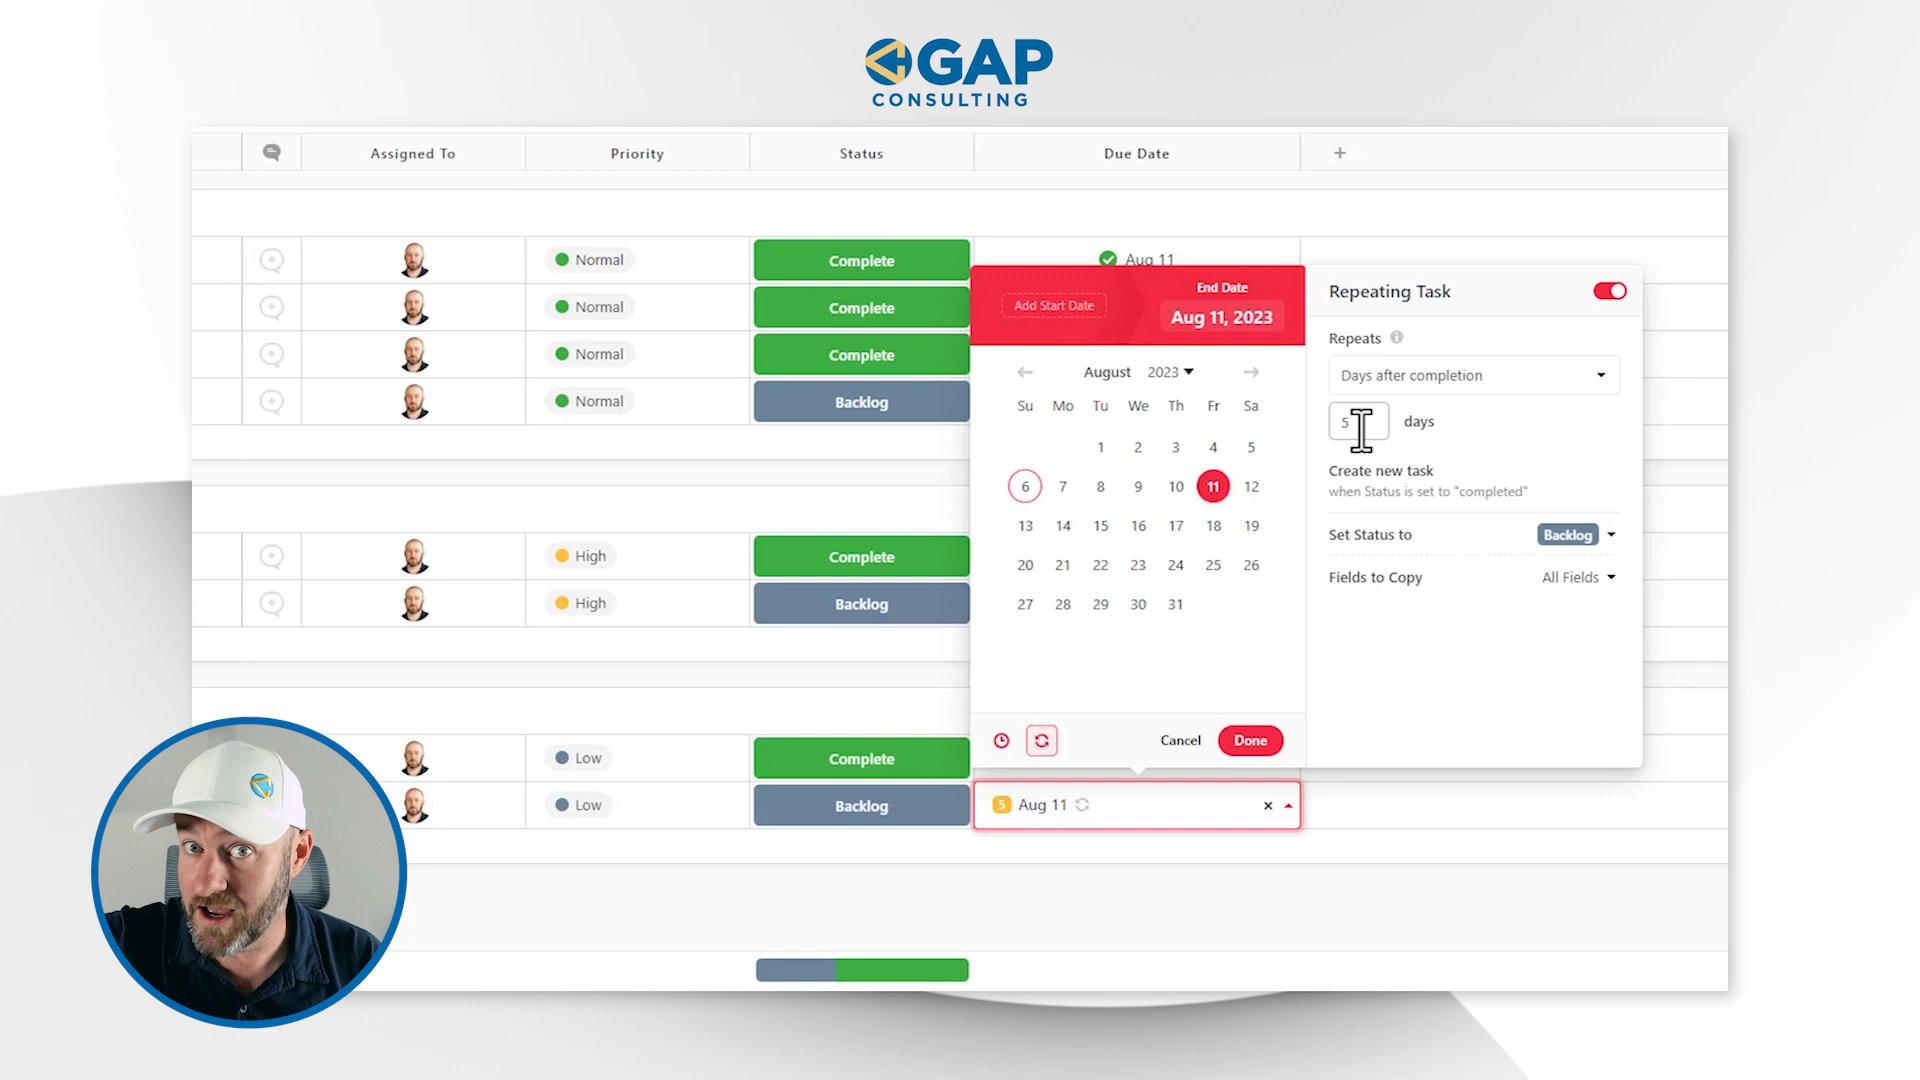 GAP
CONSULTING
Assigned To Priority Status Due Date +
Normal Complete Aug 11
Normal Complete
Normal Complete
Normal Backlog
High Complete
High Backlog
Low Complete
Low Backlog 5 Aug 11 ×
Add Start Date
End Date
Aug 11, 2023
August 2023
Su Mo Tu We Th Fr Sa
1 2 3 4 5
6 7 8 9 10 11 12
13 14 15 16 17 18 19
20 21 22 23 24 25 26
27 28 29 30 31
Cancel Done
Repeating Task
Repeats
Days after completion
5 days
Create new task
when Status is set to "completed"
Set Status to Backlog
Fields to Copy All Fields